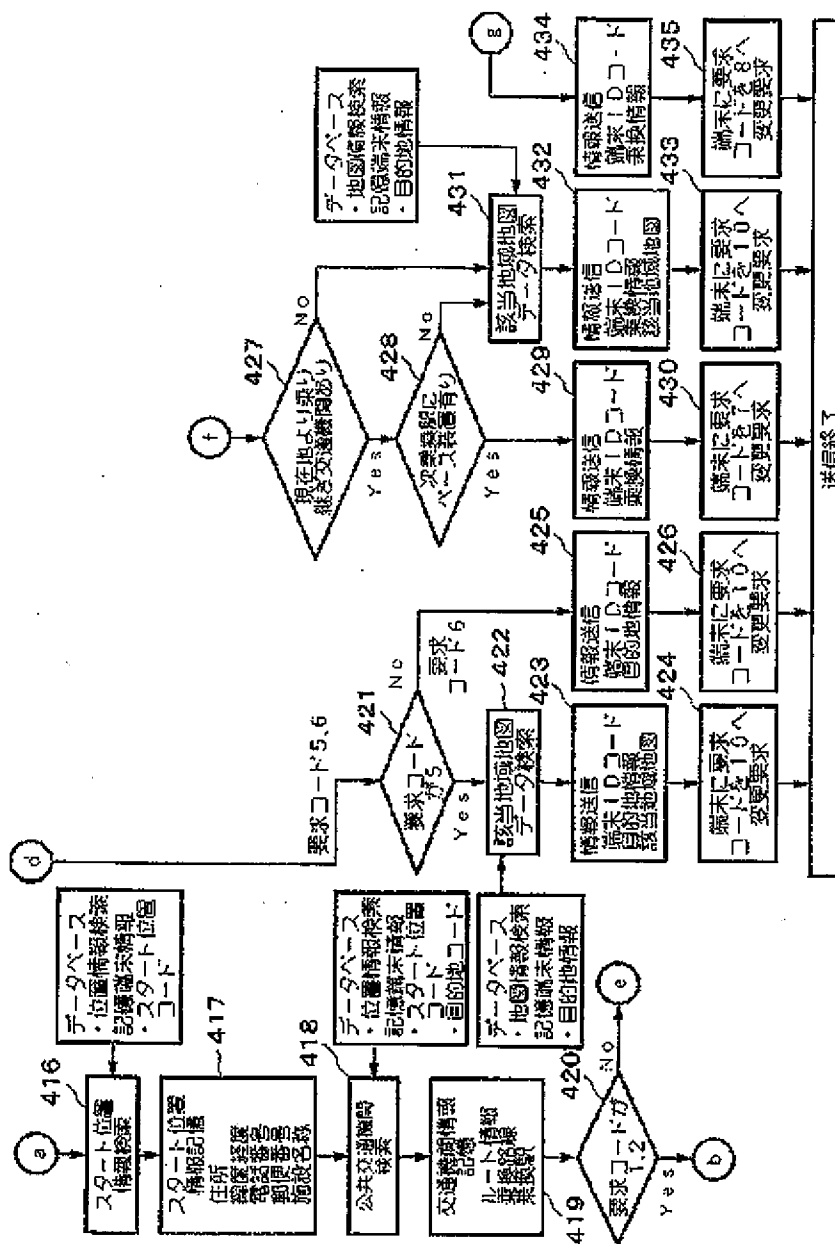 a
416
スタート位置
情報検索
データベース
・位置情報検索
記憶端末情報
・スタート位置
コード
417
スタート位置
情報記憶
住所
緯度経度
電話番号
郵便番号
施設名称
418
公共交通機関
検索
データベース
・位置情報検索
記憶端末情報
・スタート位置
コード
・目的地コード
交通機関情報
記憶
ルート情報
乗換路線
乗換駅
419
420
要求コードが
1,2
No
e
Yes
b
d
要求コード5,6
421
要求コード
が5
No
要求
コード6
Yes
422
該当地域地図
データ検索
データベース
・地図情報検索
記憶端末情報
・目的地情報
423
情報送信
端末IDコード
目的地情報
該当地域地図
424
端末に要求
コードを10へ
変更要求
425
情報送信
端末IDコード
目的地情報
426
端末に要求
コードを10へ
変更要求
f
427
現在地より乗り
継ぎ交通機関あり
No
Yes
428
次乗換駅に
ベース装置有り
No
Yes
429
情報送信
端末IDコード
乗換情報
430
端末に要求
コードを7へ
変更要求
データベース
・地図情報検索
記憶端末情報
・目的地情報
431
該当地域地図
データ検索
432
情報送信
端末IDコード
乗換情報
該当地域地図
433
端末に要求
コードを10へ
変更要求
g
434
情報送信
端末IDコード
乗換情報
435
端末に要求
コードを8へ
変更要求
送信終了